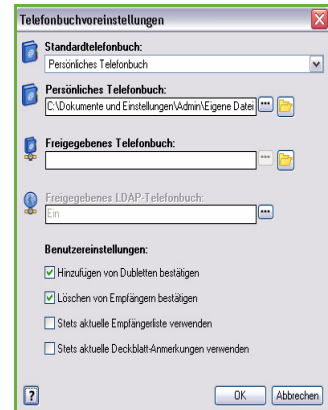 Telefonbuchvoreinstellungen
Standardtelefonbuch:
Persönliches Telefonbuch
Persönliches Telefonbuch:
C:\Dokumente und Einstellungen\Admin\Eigene Datei
Freigegebenes Telefonbuch:
Freigegebenes LDAP-Telefonbuch:
Ein
Benutzereinstellungen:
Hinzufügen von Dubletten bestätigen
Löschen von Empfängern bestätigen
Stets aktuelle Empfängerliste verwenden
Stets aktuelle Deckblatt-Anmerkungen verwenden
? OK Abbrechen